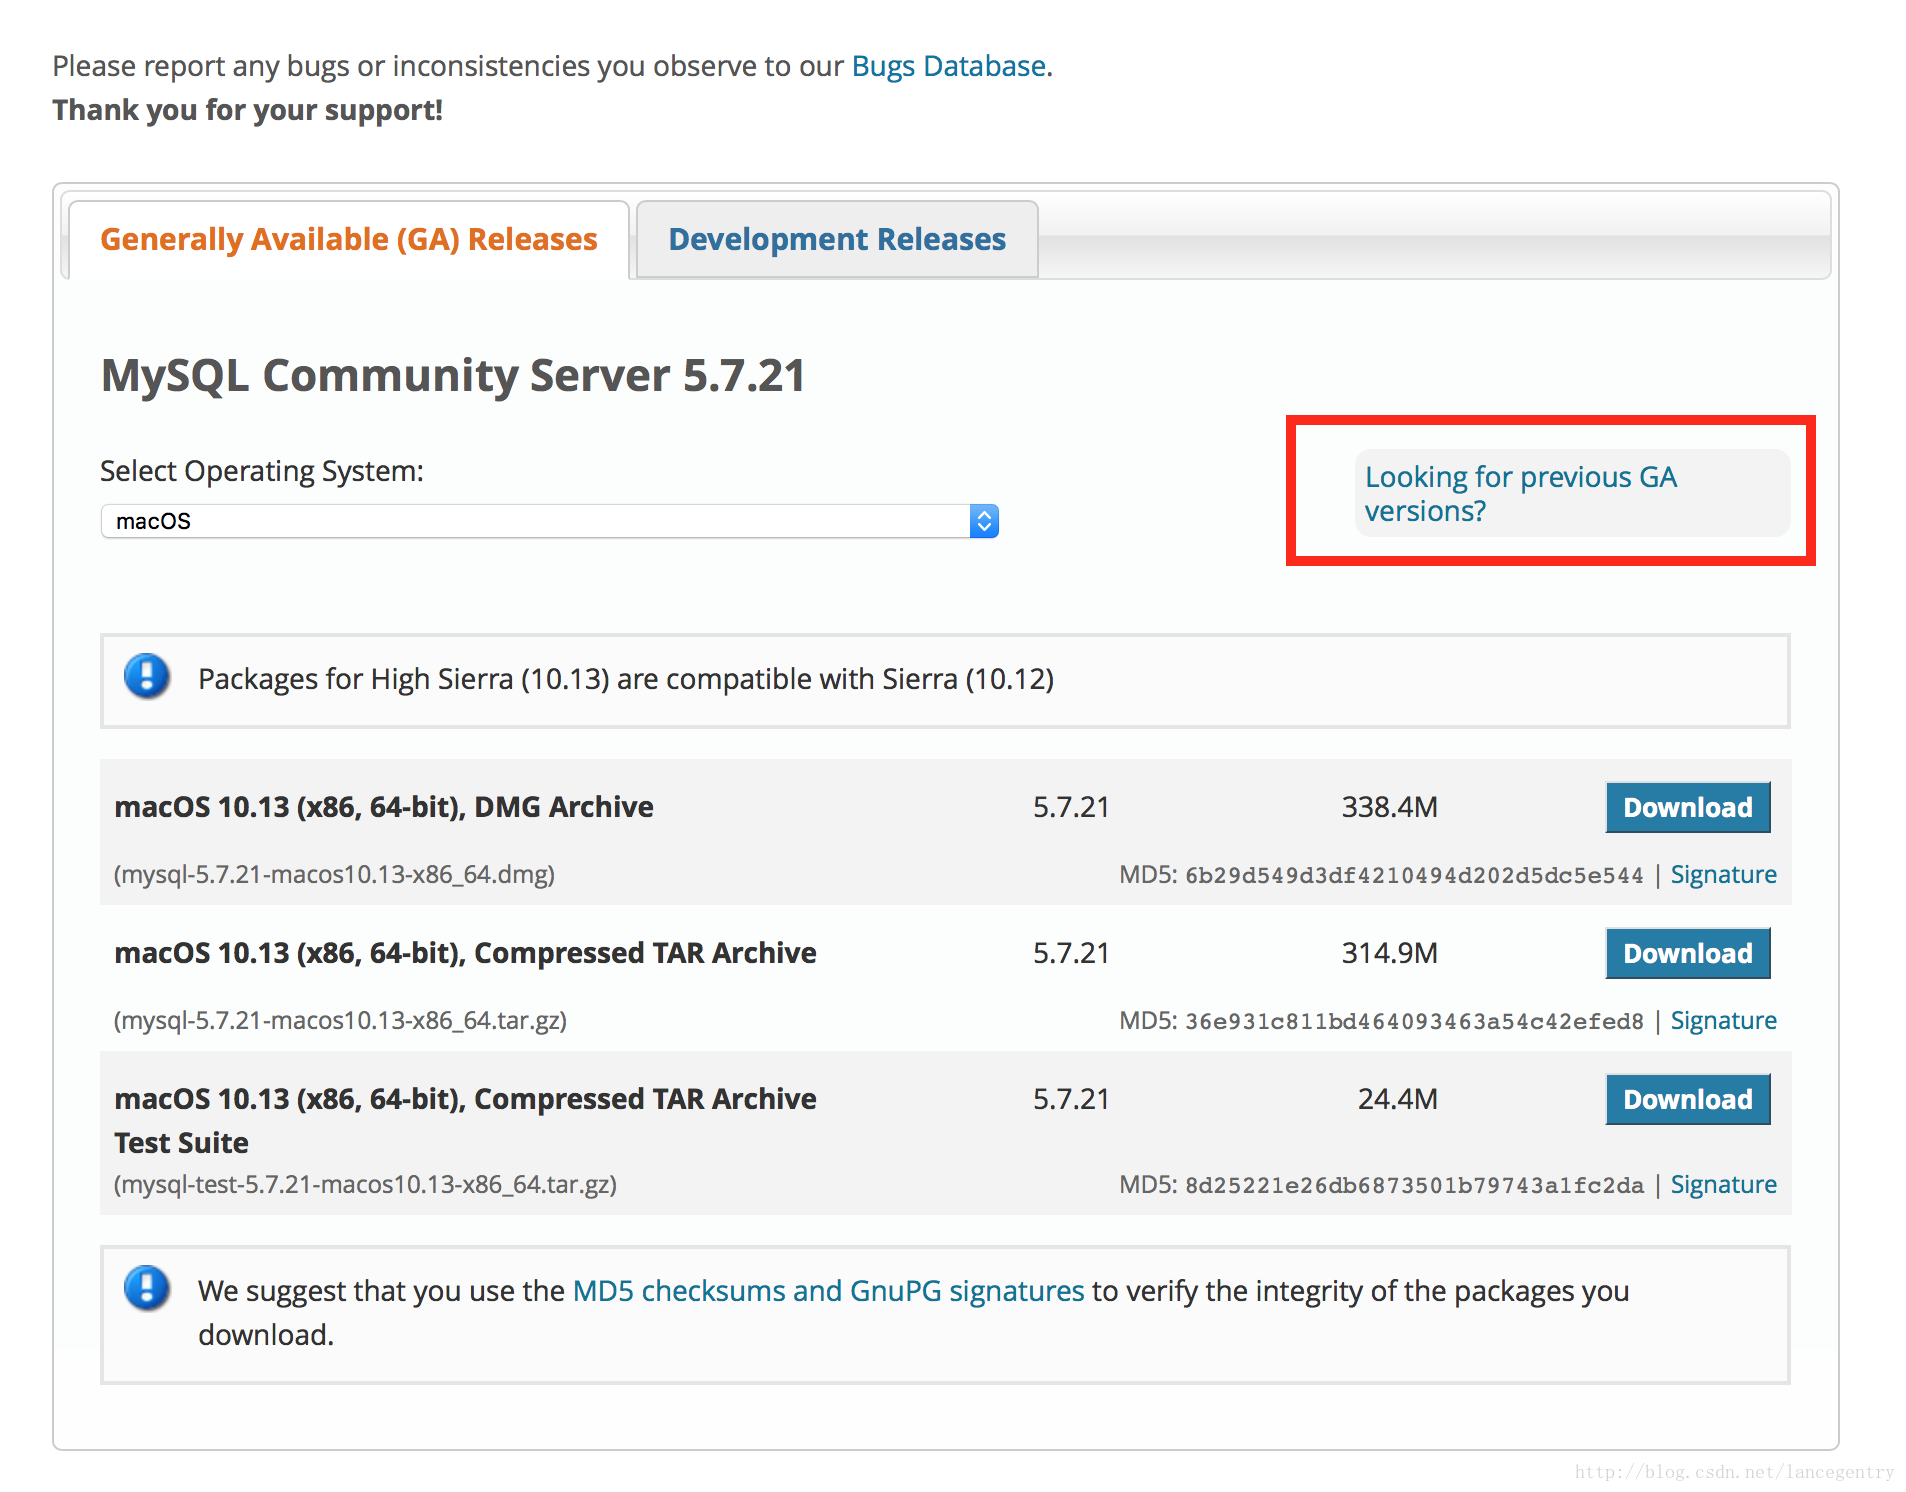 Please report any bugs or inconsistencies you observe to our Bugs Database.
Thank you for your support!
Generally Available (GA) Releases
Development Releases
MySQL Community Server 5.7.21
Select Operating System:
macOS
Looking for previous GA
versions?
Packages for High Sierra (10.13) are compatible with Sierra (10.12)
macOS 10.13 (x86, 64-bit), DMG Archive 5.7.21 338.4M Download
(mysql-5.7.21-macos10.13-x86_64.dmg) MD5: 6b29d549d3df4210494d202d5dc5e544 | Signature
macOS 10.13 (x86, 64-bit), Compressed TAR Archive 5.7.21 314.9M Download
(mysql-5.7.21-macos10.13-x86_64.tar.gz) MD5: 36e931c811bd464093463a54c42efed8 | Signature
macOS 10.13 (x86, 64-bit), Compressed TAR Archive 5.7.21 24.4M Download
Test Suite
(mysql-test-5.7.21-macos10.13-x86_64.tar.gz) MD5: 8d25221e26db6873501b79743a1fc2da | Signature
We suggest that you use the MD5 checksums and GnuPG signatures to verify the integrity of the packages you
download.
http://blog.csdn.net/lancegentry